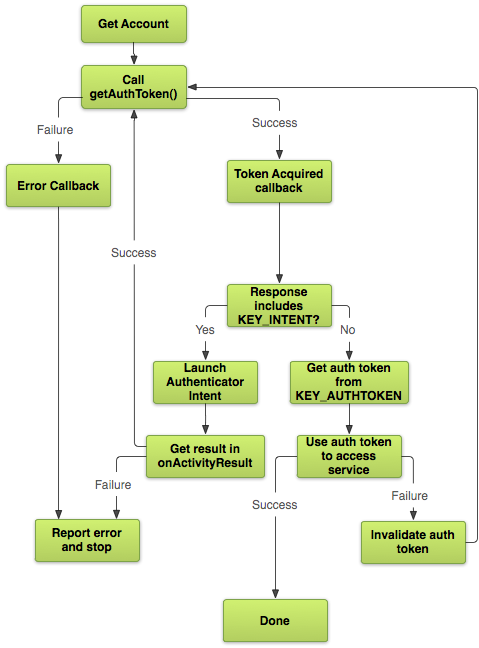 Get Account
Call
getAuthToken()
Failure
Success
Error Callback
Token Acquired
callback
Success
Response
includes
KEY_INTENT?
Yes
No
Launch
Authenticator
Intent
Get auth token
from
KEY_AUTHTOKEN
Get result in
onActivityResult
Use auth token
to access
service
Failure
Success
Failure
Report error
and stop
Invalidate auth
token
Done